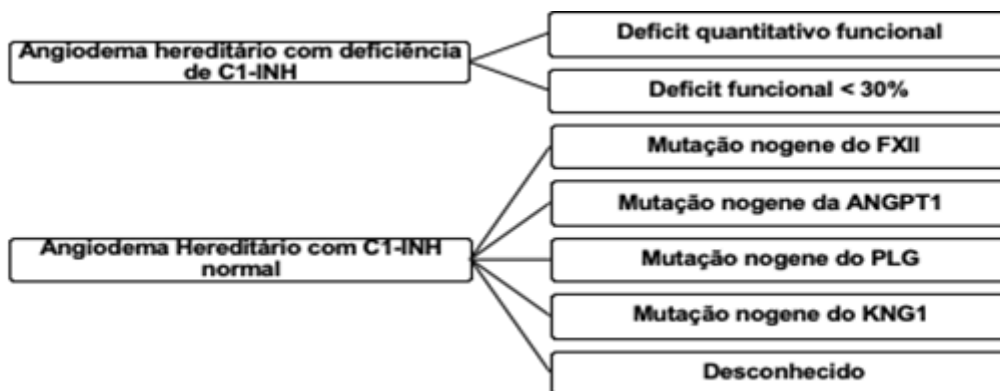 Angiodema hereditário com deficiência
de C1-INH
Deficit quantitativo funcional
Deficit funcional < 30%
Angiodema Hereditário com C1-INH
normal
Mutação nogene do FXII
Mutação nogene da ANGPT1
Mutação nogene do PLG
Mutação nogene do KNG1
Desconhecido